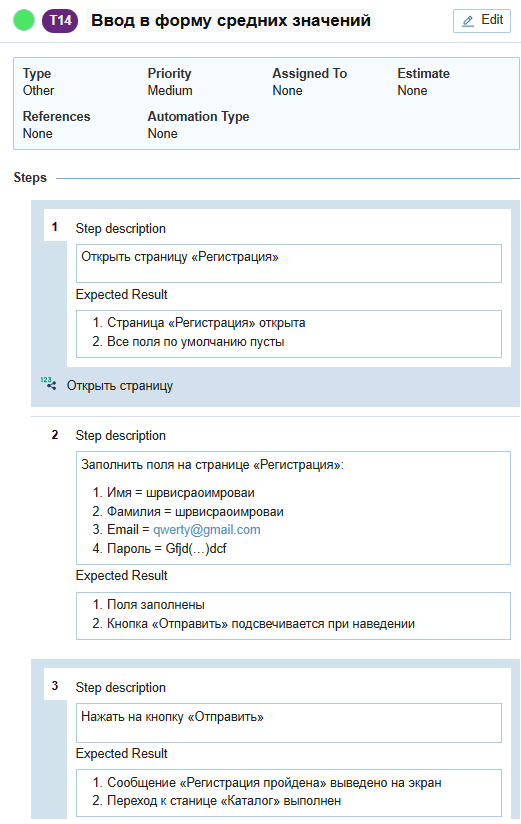 T14 Ввод в форму средних значений Edit
Type Priority Assigned To Estimate
Other Medium None None
References Automation Type
None None
Steps
1 Step description
Открыть страницу «Регистрация»
Expected Result
1. Страница «Регистрация» открыта
2. Все поля по умолчанию пусты
123 Открыть страницу
2 Step description
Заполнить поля на странице «Регистрация»:
1. Имя = шрвисраоимроваи
2. Фамилия = шрвисраоимроваи
3. Email = qwerty@gmail.com
4. Пароль = Gfjd(…)dcf
Expected Result
1. Поля заполнены
2. Кнопка «Отправить» подсвечивается при наведении
3 Step description
Нажать на кнопку «Отправить»
Expected Result
1. Сообщение «Регистрация пройдена» выведено на экран
2. Переход к станице «Каталог» выполнен